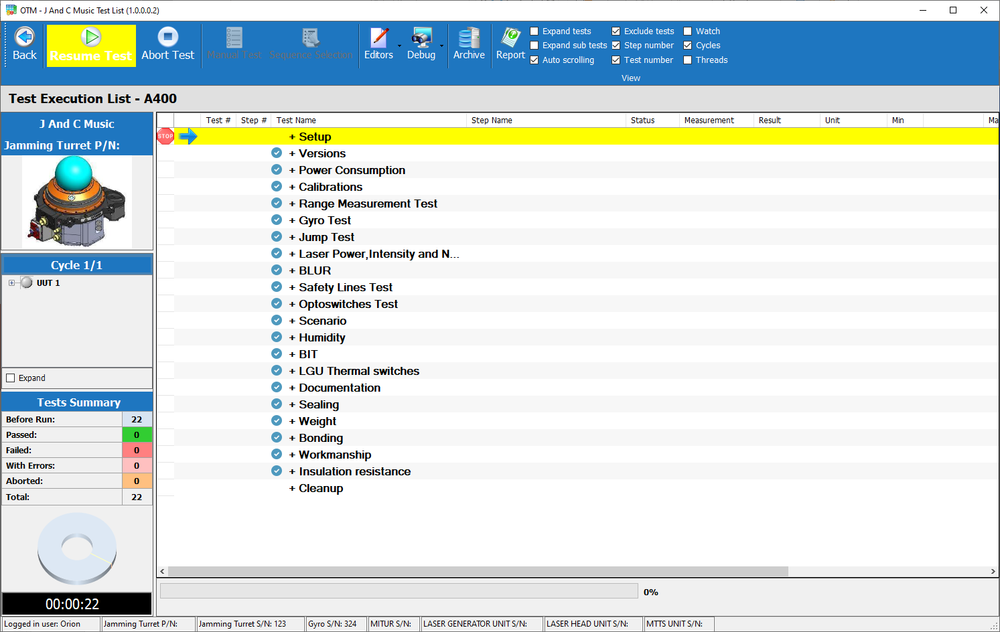 OTM - J And C Music Test List (1.0.0.0.2)
Back
Resume Test
Abort Test
Manual Test
Sequence Selection
Editors
Debug
Archive
Report
Expand tests
Exclude tests
Watch
Expand sub tests
Step number
Cycles
Auto scrolling
Test number
Threads
View
Test Execution List - A400
J And C Music
Jamming Turret P/N:
Cycle 1/1
UUT 1
Expand
Tests Summary
Before Run: 22
Passed: 0
Failed: 0
With Errors: 0
Aborted: 0
Total: 22
00:00:22
Test # Step # Test Name Step Name Status Measurement Result Unit Min Ma
STOP + Setup
+ Versions
+ Power Consumption
+ Calibrations
+ Range Measurement Test
+ Gyro Test
+ Jump Test
+ Laser Power,Intensity and N...
+ BLUR
+ Safety Lines Test
+ Optoswitches Test
+ Scenario
+ Humidity
+ BIT
+ LGU Thermal switches
+ Documentation
+ Sealing
+ Weight
+ Bonding
+ Workmanship
+ Insulation resistance
+ Cleanup
0%
Logged in user: Orion Jamming Turret P/N: Jamming Turret S/N: 123 Gyro S/N: 324 MITUR S/N: LASER GENERATOR UNIT S/N: LASER HEAD UNIT S/N: MTTS UNIT S/N: